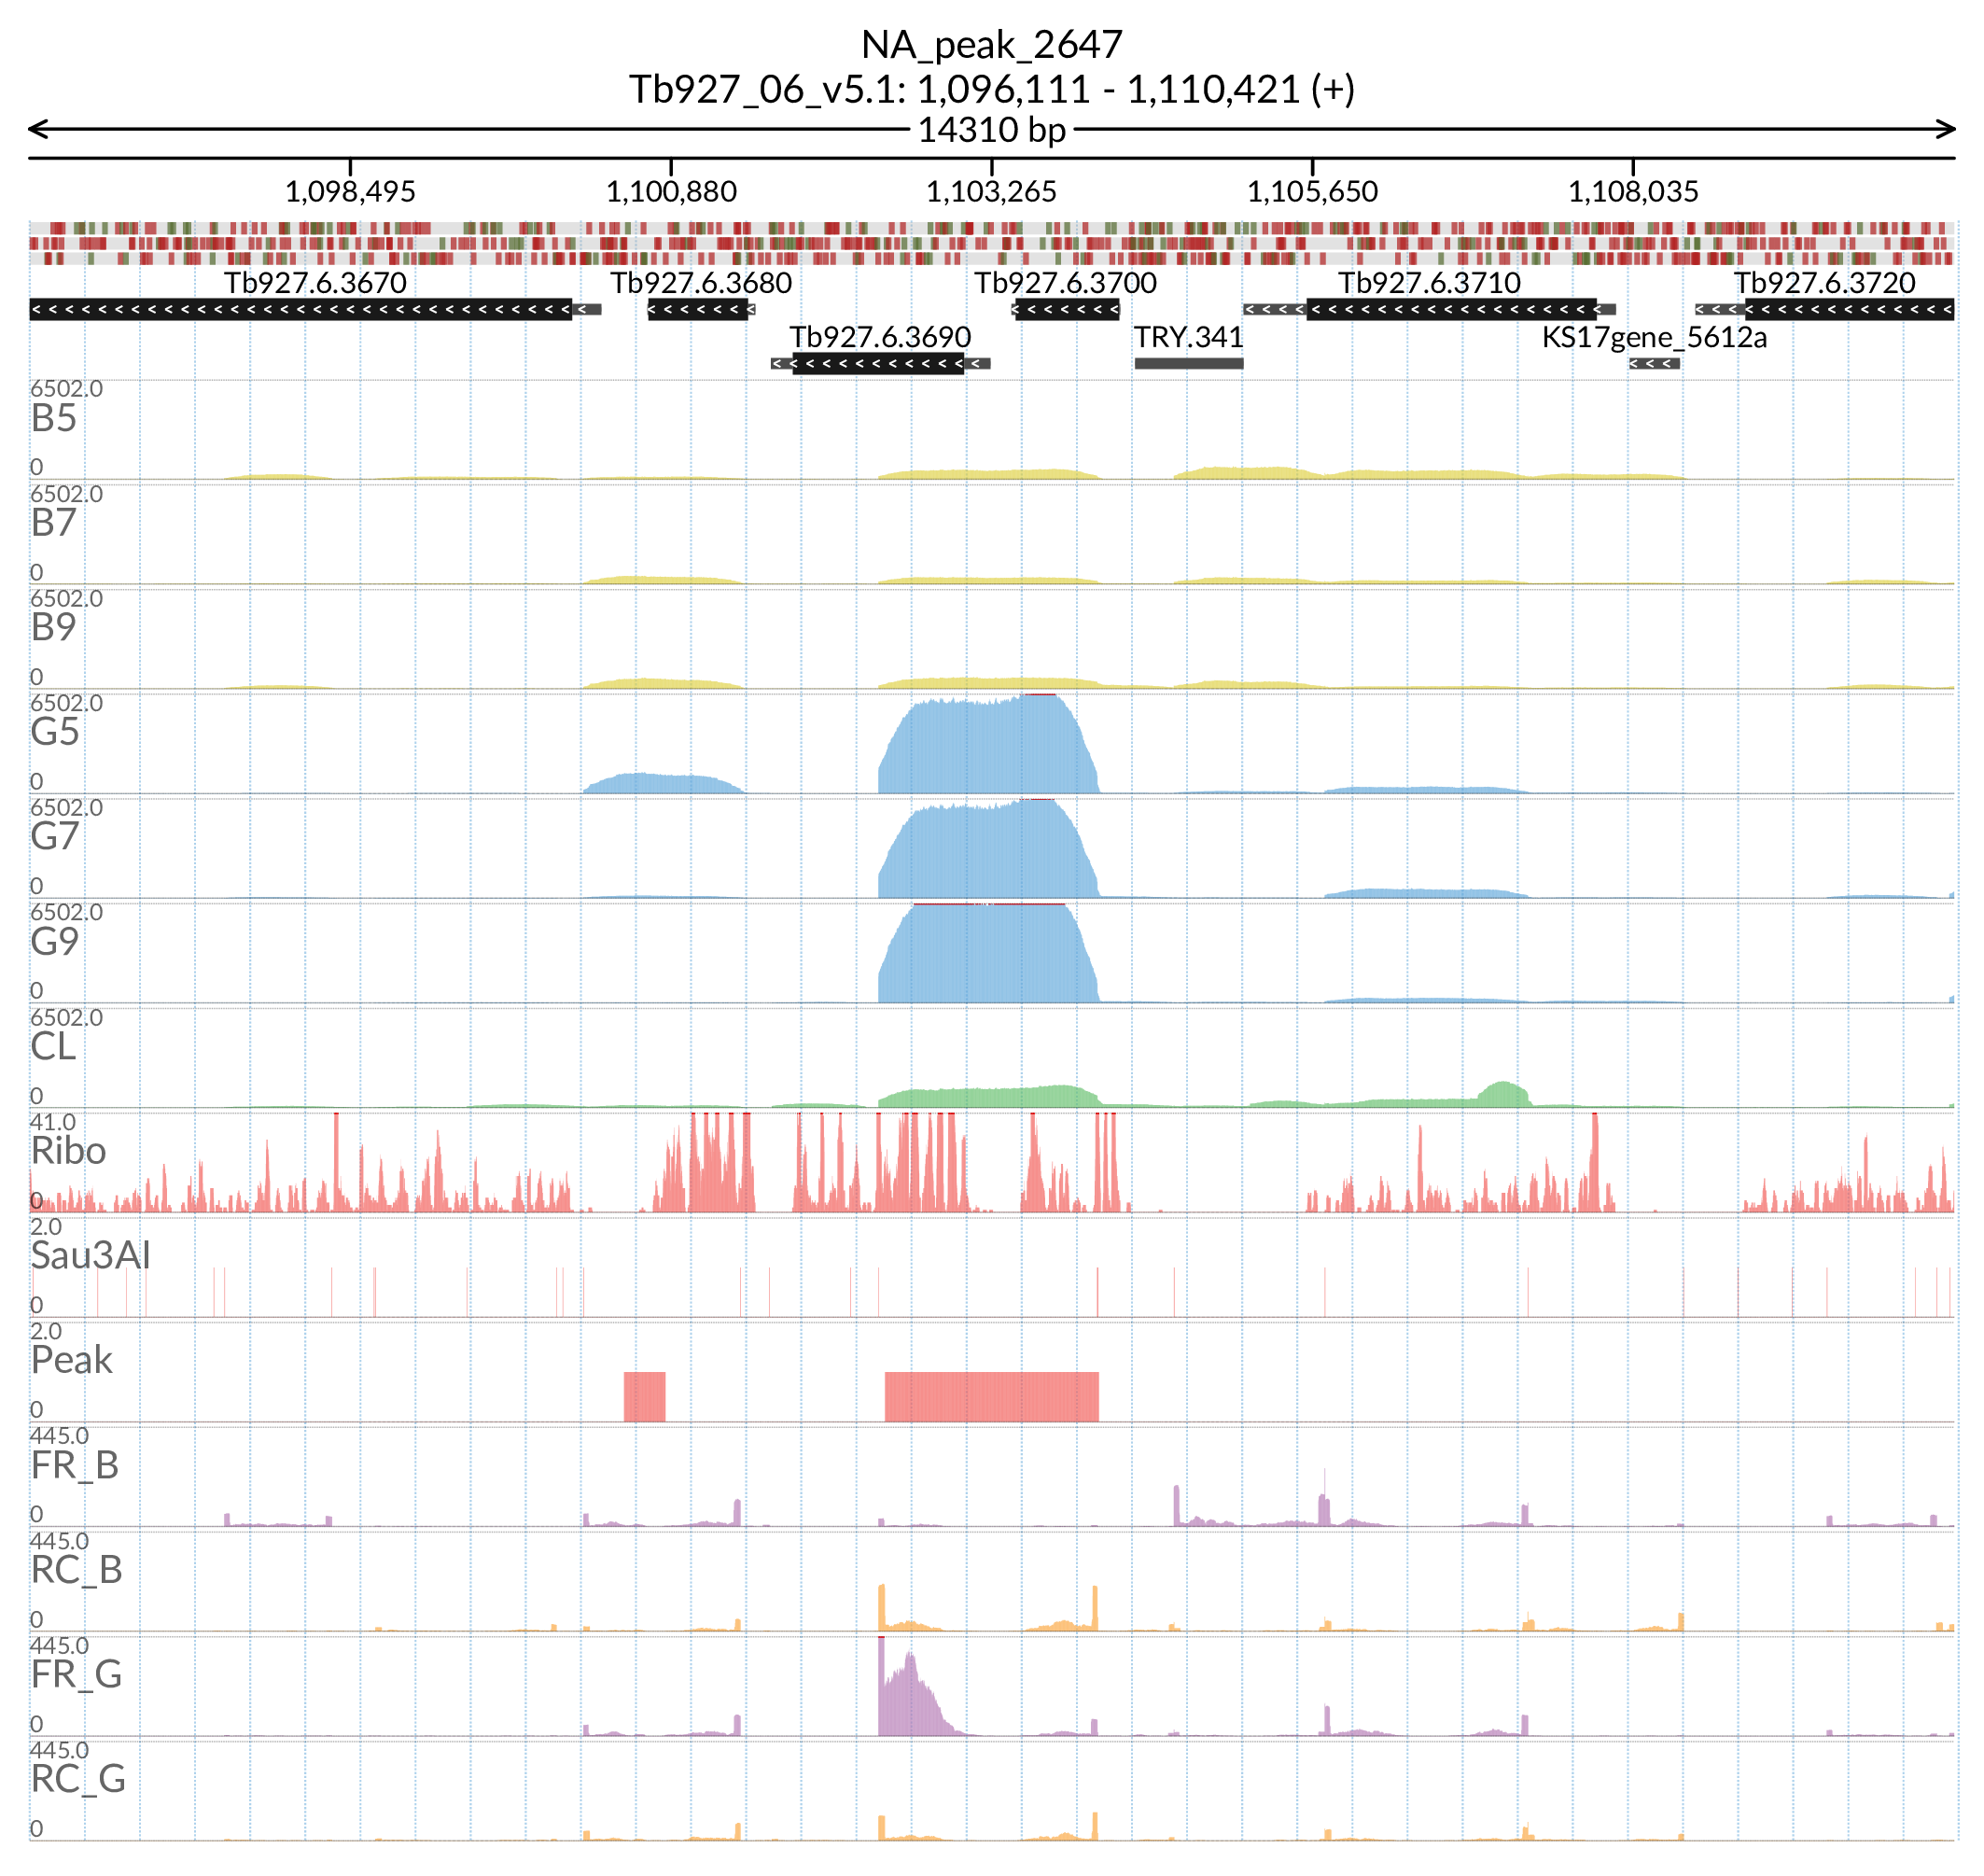 NA_peak_2647
Tb927_06_v5.1: 1,096,111 - 1,110,421 (+)
14310 bp
1,098,495 1,100,880 1,103,265 1,105,650 1,108,035
Tb927.6.3670 Tb927.6.3680 Tb927.6.3700 Tb927.6.3710 Tb927.6.3720
Tb927.6.3690 TRY.341 KS17gene_5612a
6502.0
B5
0
6502.0
B7
0
6502.0
B9
0
6502.0
G5
0
6502.0
G7
0
6502.0
G9
0
6502.0
CL
0
41.0
Ribo
0
2.0
Sau3AI
0
2.0
Peak
0
445.0
FR_B
0
445.0
RC_B
0
445.0
FR_G
0
445.0
RC_G
0